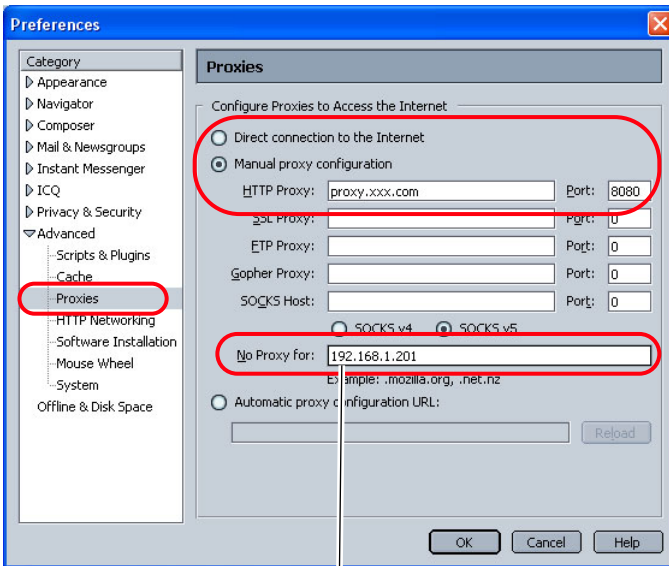 Preferences
Category
Appearance
Navigator
Composer
Mail & Newsgroups
Instant Messenger
ICQ
Privacy & Security
Advanced
Scripts & Plugins
Cache
Proxies
HTTP Networking
Software Installation
Mouse Wheel
System
Offline & Disk Space
Proxies
Configure Proxies to Access the Internet
Direct connection to the Internet
Manual proxy configuration
HTTP Proxy: proxy.xxx.com Port: 8080
SSL Proxy: Port: 0
FTP Proxy: Port: 0
Gopher Proxy: Port: 0
SOCKS Host: Port: 0
SOCKS v4 SOCKS v5
No Proxy for: 192.168.1.201
Example: .mozilla.org, .net.nz
Automatic proxy configuration URL:
Reload
OK Cancel Help